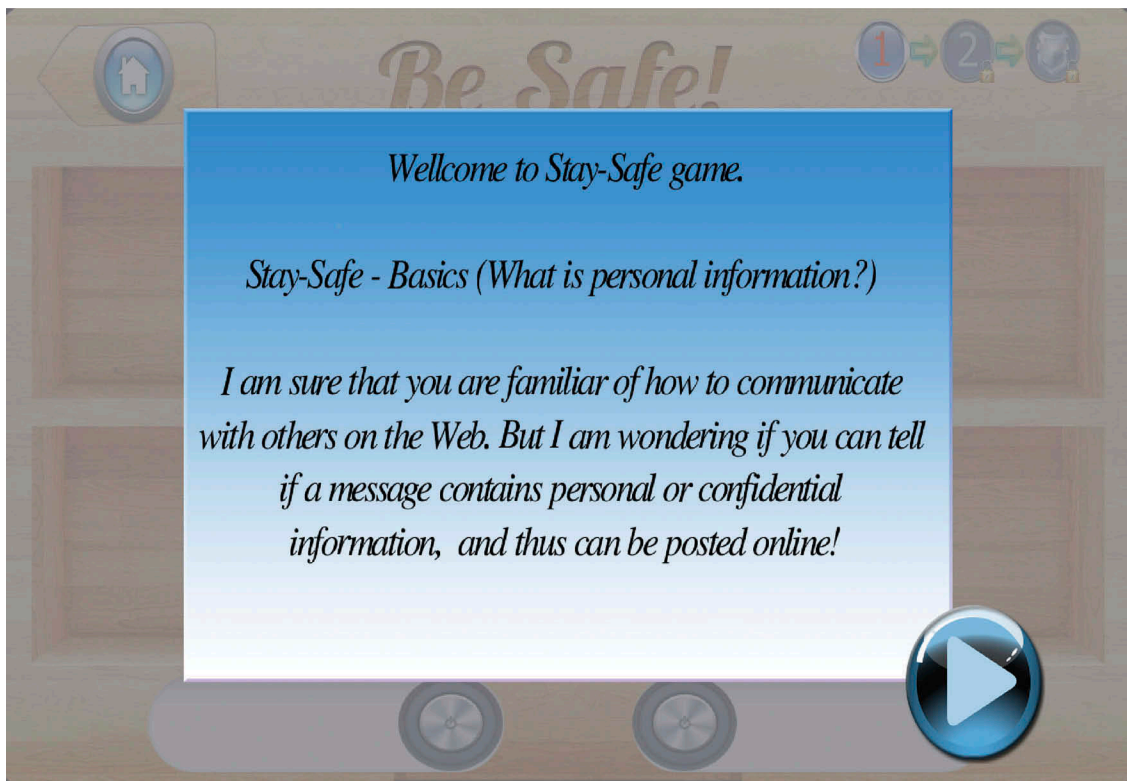 Be Safe!
1 2
Wellcome to Stay-Safe game.
Stay-Safe - Basics (What is personal information?)
I am sure that you are familiar of how to communicate
with others on the Web. But I am wondering if you can tell
if a message contains personal or confidential
information, and thus can be posted online!